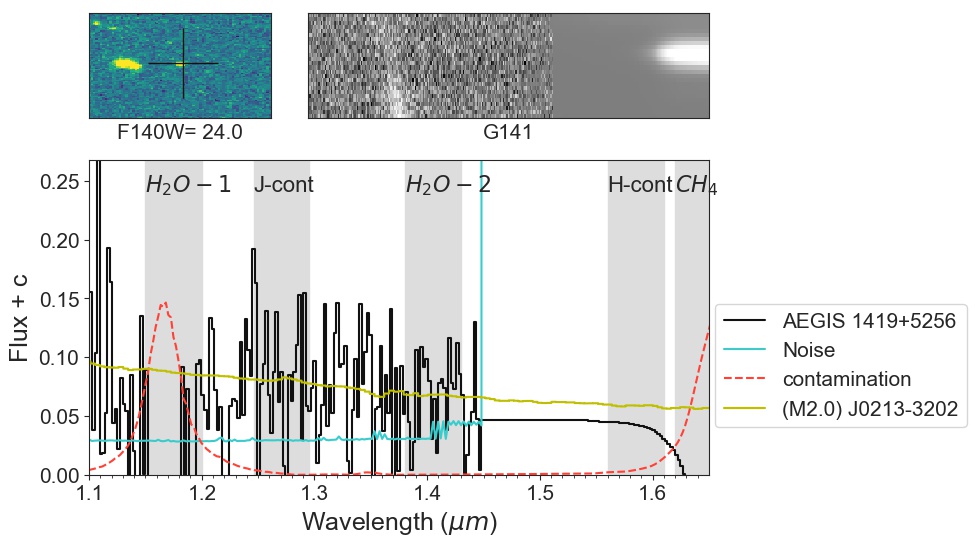 F140W= 24.0
G141
H₂O − 1
J-cont
H₂O − 2
H-cont
CH₄
0.25
0.20
0.15
0.10
0.05
0.00
Flux + c
1.1
1.2
1.3
1.4
1.5
1.6
Wavelength (μm)
AEGIS 1419+5256
Noise
contamination
(M2.0) J0213-3202